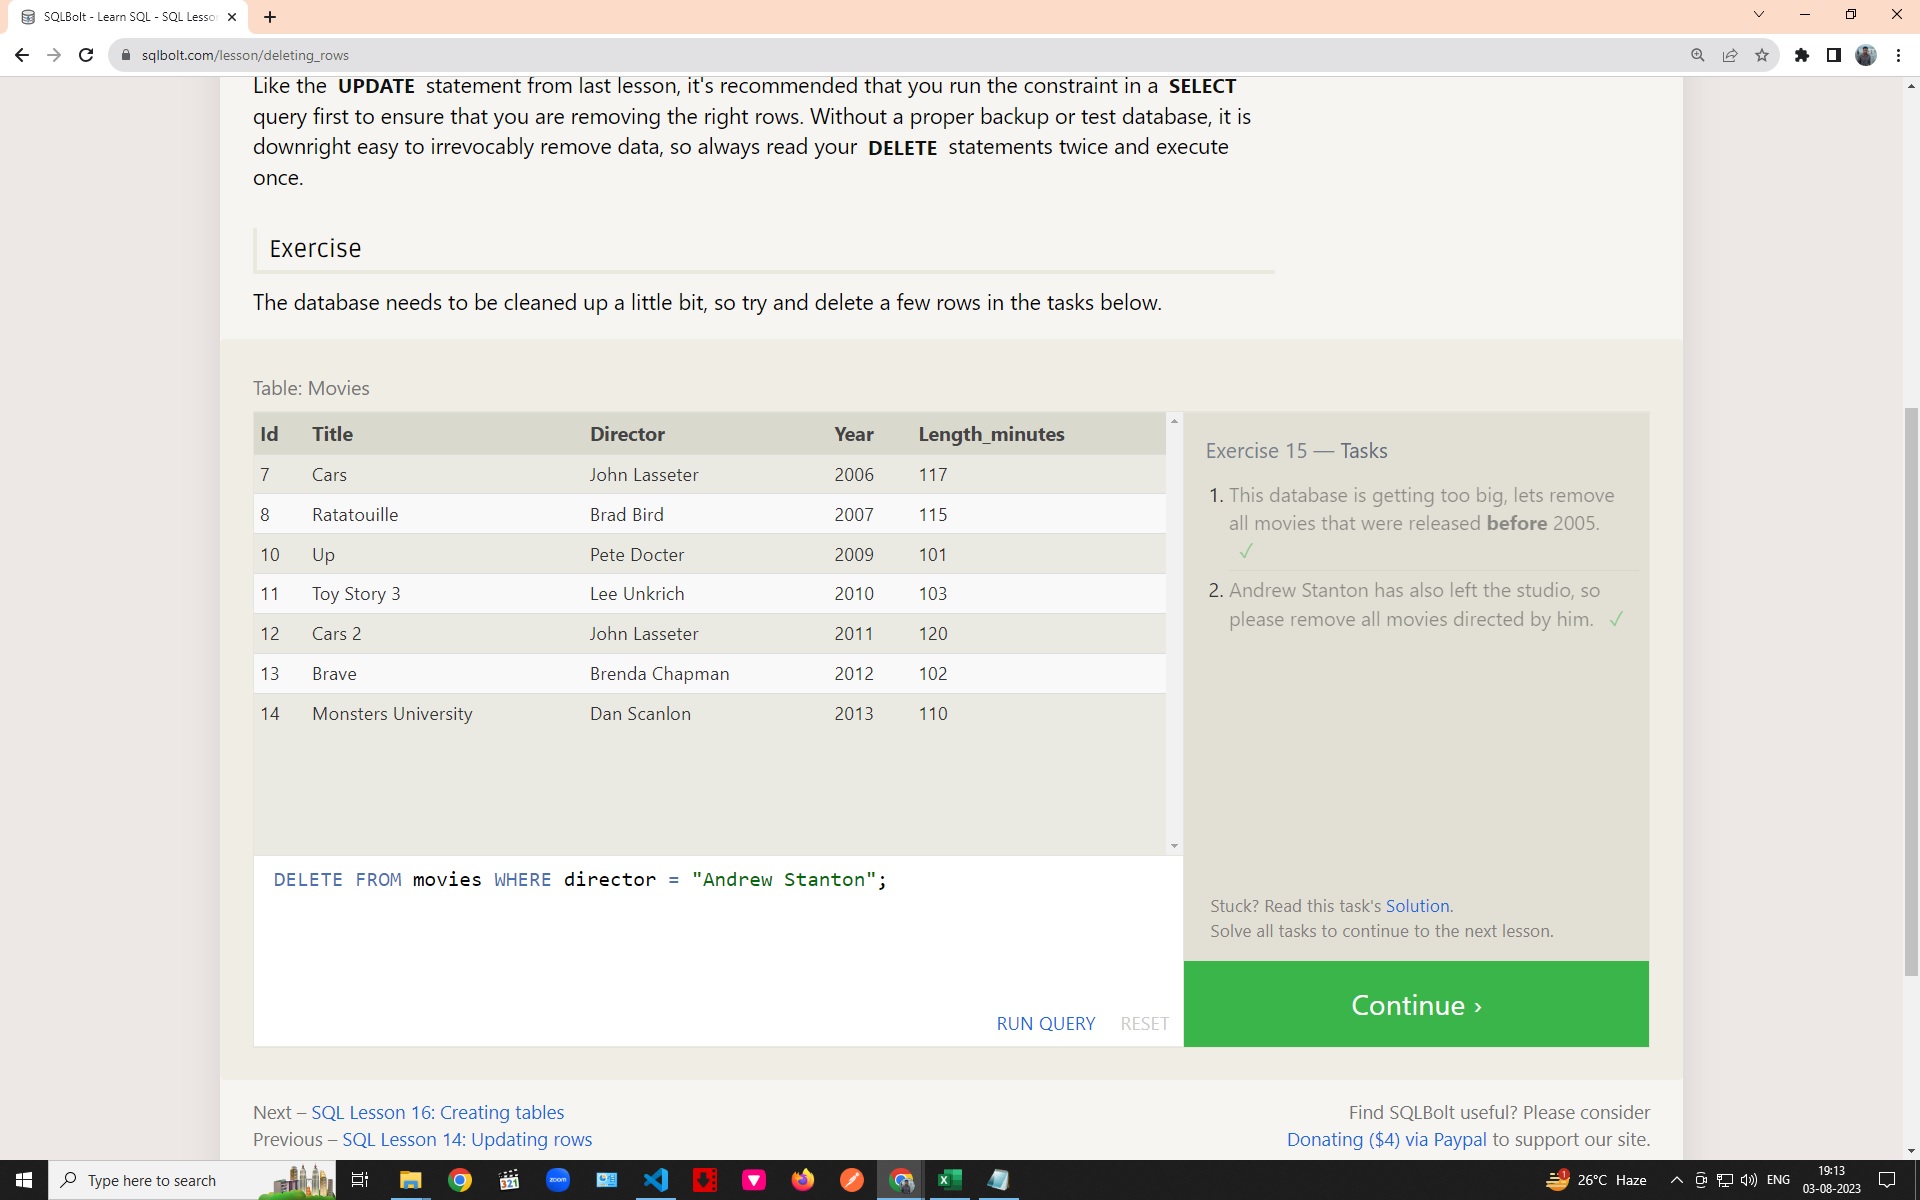 SQLBolt - Learn SQL - SQL Lesso
sqlbolt.com/lesson/deleting_rows
Like the UPDATE statement from last lesson, it's recommended that you run the constraint in a SELECT
query first to ensure that you are removing the right rows. Without a proper backup or test database, it is
downright easy to irrevocably remove data, so always read your DELETE statements twice and execute
once.
Exercise
The database needs to be cleaned up a little bit, so try and delete a few rows in the tasks below.
Table: Movies
Id Title Director Year Length_minutes
7 Cars John Lasseter 2006 117
8 Ratatouille Brad Bird 2007 115
10 Up Pete Docter 2009 101
11 Toy Story 3 Lee Unkrich 2010 103
12 Cars 2 John Lasseter 2011 120
13 Brave Brenda Chapman 2012 102
14 Monsters University Dan Scanlon 2013 110
DELETE FROM movies WHERE director = "Andrew Stanton";
RUN QUERY RESET
Exercise 15 — Tasks
1. This database is getting too big, lets remove
all movies that were released before 2005.
✓
2. Andrew Stanton has also left the studio, so
please remove all movies directed by him. ✓
Stuck? Read this task's Solution.
Solve all tasks to continue to the next lesson.
Continue ›
Next – SQL Lesson 16: Creating tables
Previous – SQL Lesson 14: Updating rows
Find SQLBolt useful? Please consider
Donating ($4) via Paypal to support our site.
Type here to search
321
zoom
1
26°C Haze
ENG
19:13
03-08-2023